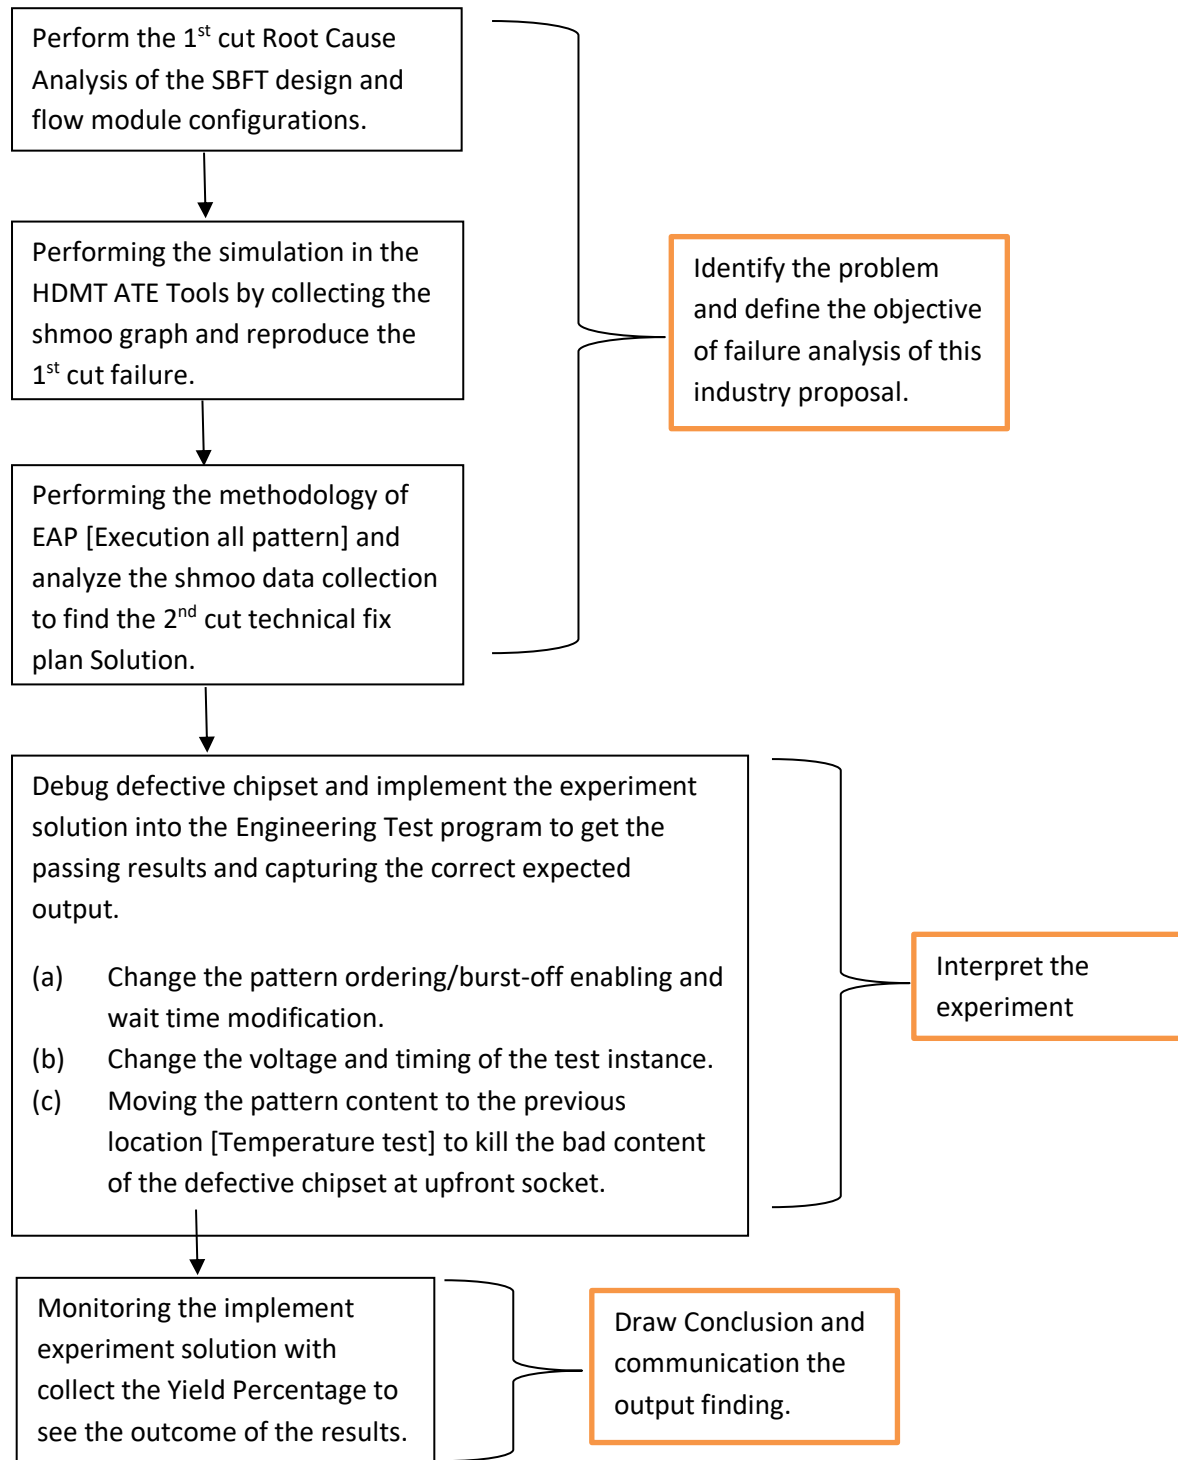 Perform the 1st cut Root Cause
Analysis of the SBFT design and
flow module configurations.
Performing the simulation in the
HDMT ATE Tools by collecting the
shmoo graph and reproduce the
1st cut failure.
Identify the problem
and define the objective
of failure analysis of this
industry proposal.
Performing the methodology of
EAP [Execution all pattern] and
analyze the shmoo data collection
to find the 2nd cut technical fix
plan Solution.
Debug defective chipset and implement the experiment
solution into the Engineering Test program to get the
passing results and capturing the correct expected
output.
(a) Change the pattern ordering/burst-off enabling and
wait time modification.
(b) Change the voltage and timing of the test instance.
(c) Moving the pattern content to the previous
location [Temperature test] to kill the bad content
of the defective chipset at upfront socket.
Interpret the
experiment
Monitoring the implement
experiment solution with
collect the Yield Percentage to
see the outcome of the results.
Draw Conclusion and
communication the
output finding.